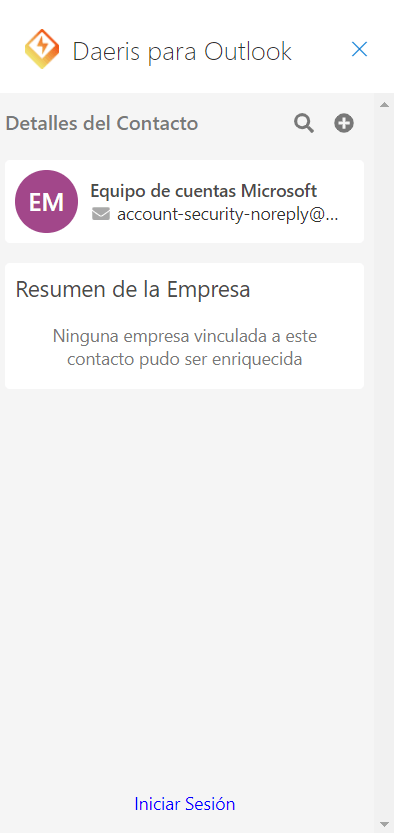 Daeris para Outlook
Detalles del Contacto
EM
Equipo de cuentas Microsoft
account-security-noreply@...
Resumen de la Empresa
Ninguna empresa vinculada a este
contacto pudo ser enriquecida
Iniciar Sesión